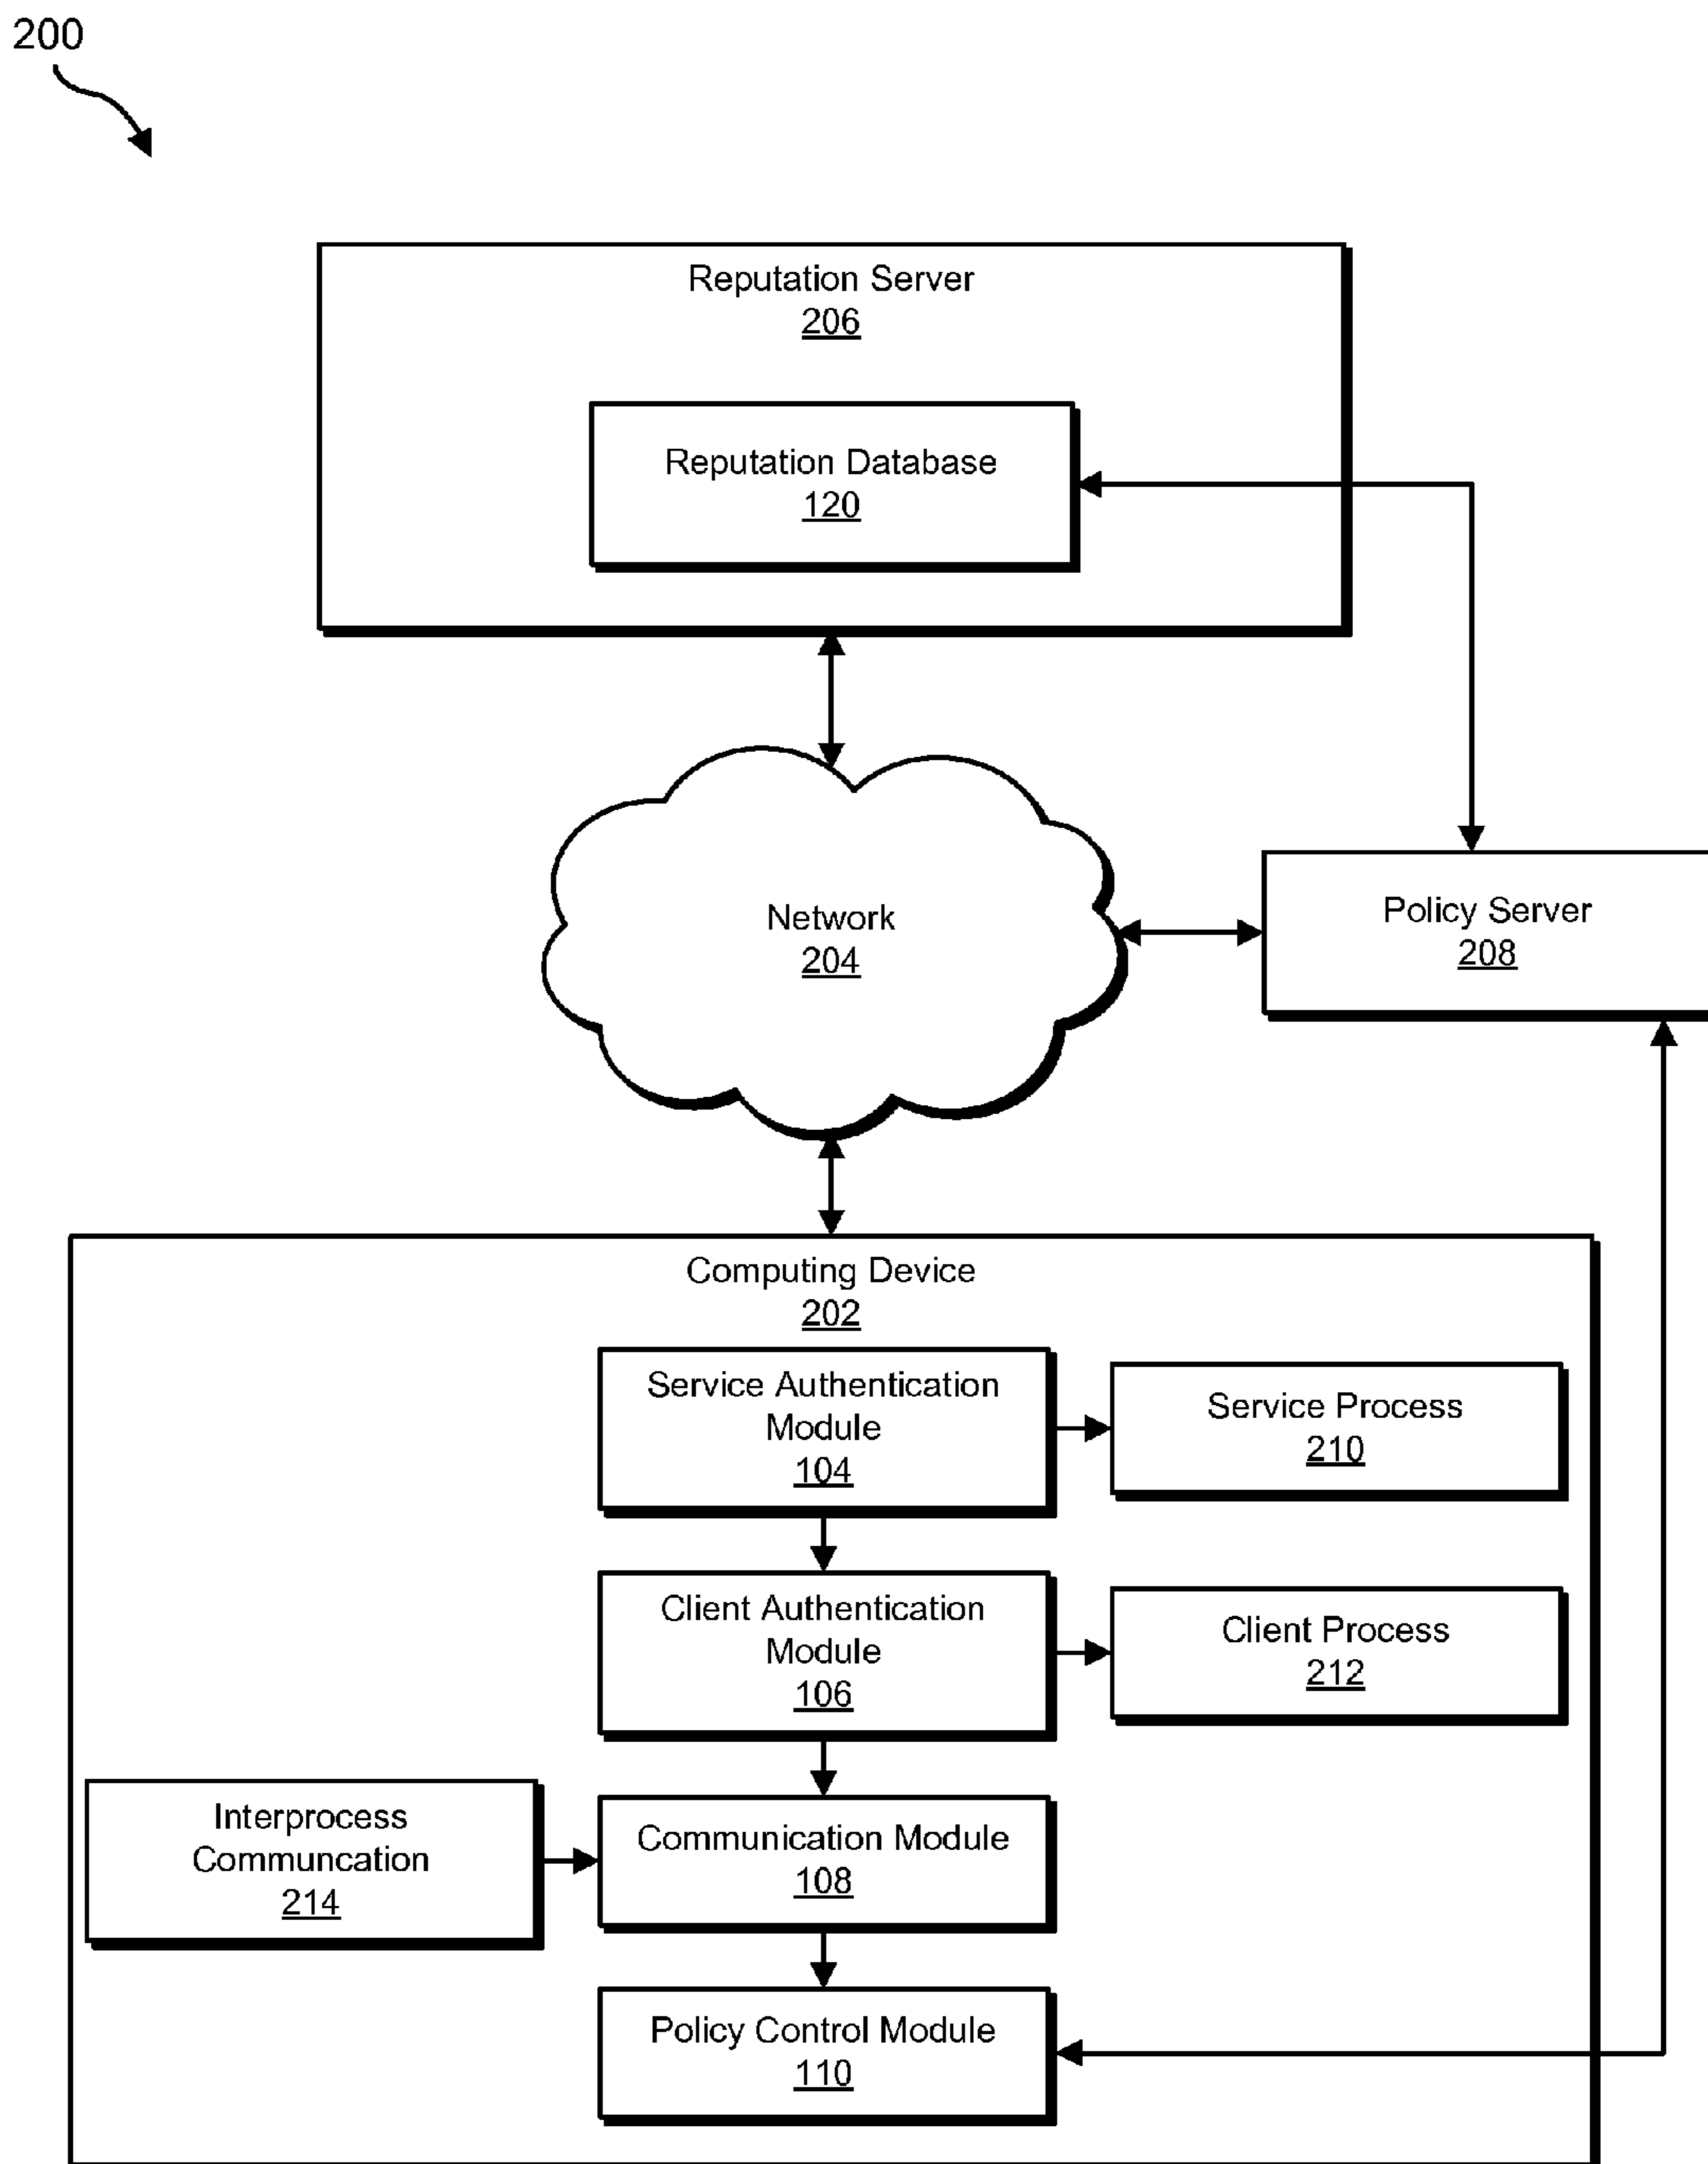 200
Reputation Server
206
Reputation Database
120
Network
204
Policy Server
208
Computing Device
202
Service Authentication
Module
104
Service Process
210
Client Authentication
Module
106
Client Process
212
Interprocess
Communcation
214
Communication Module
108
Policy Control Module
110